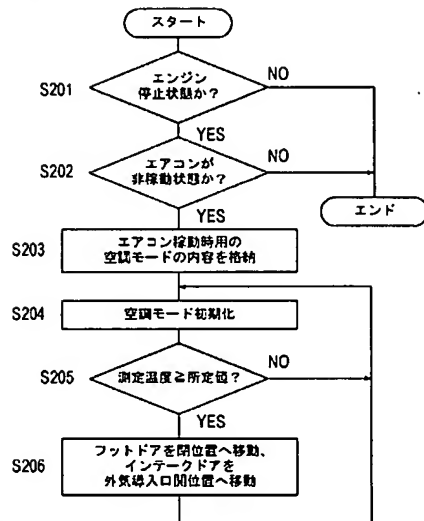 スタート
S201
エンジン
停止状態か?
NO
YES
S202
エアコンが
非稼動状態か?
NO
YES
エンド
S203
エアコン稼動時用の
空調モードの内容を格納
S204
空調モード初期化
S205
測定温度≧所定値?
NO
YES
S206
フットドアを閉位置へ移動、
インテークドアを
外気導入口開位置へ移動